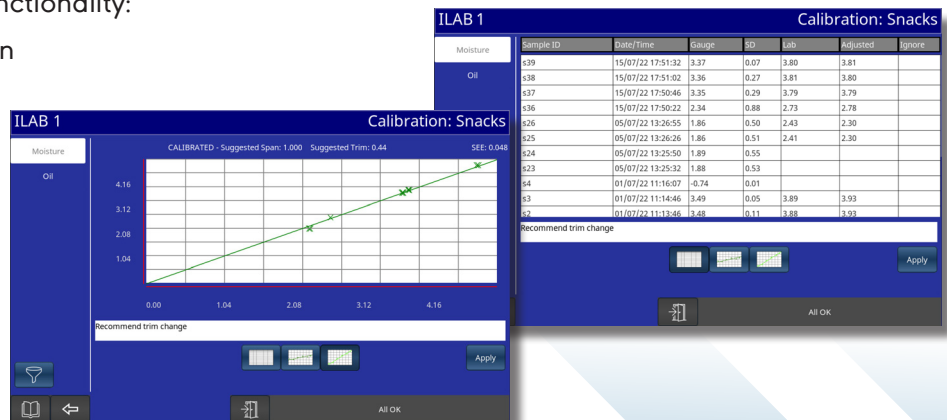 nctionality:
n
ILAB 1 Calibration: Snacks
Moisture
Oil
Sample ID Date/Time Gauge SD Lab Adjusted Ignore
s39 15/07/22 17:51:32 3.37 0.07 3.80 3.81
s38 15/07/22 17:51:02 3.36 0.27 3.81 3.80
s37 15/07/22 17:50:46 3.35 0.29 3.79 3.79
s36 15/07/22 17:50:22 2.34 0.88 2.73 2.78
s26 05/07/22 13:26:55 1.86 0.50 2.43 2.30
s25 05/07/22 13:26:26 1.86 0.51 2.41 2.30
s24 05/07/22 13:25:50 1.89 0.55
s23 05/07/22 13:25:32 1.88 0.53
s4 01/07/22 11:16:07 -0.74 0.01
s3 01/07/22 11:14:46 3.49 0.05 3.89 3.93
s2 01/07/22 11:13:46 3.48 0.11 3.88 3.93
Recommend trim change
Apply
All OK
ILAB 1 Calibration: Snacks
Moisture
Oil
CALIBRATED - Suggested Span: 1.000 Suggested Trim: 0.44 SEE: 0.048
4.16
3.12
2.08
1.04
0.00 1.04 2.08 3.12 4.16
Recommend trim change
Apply
All OK